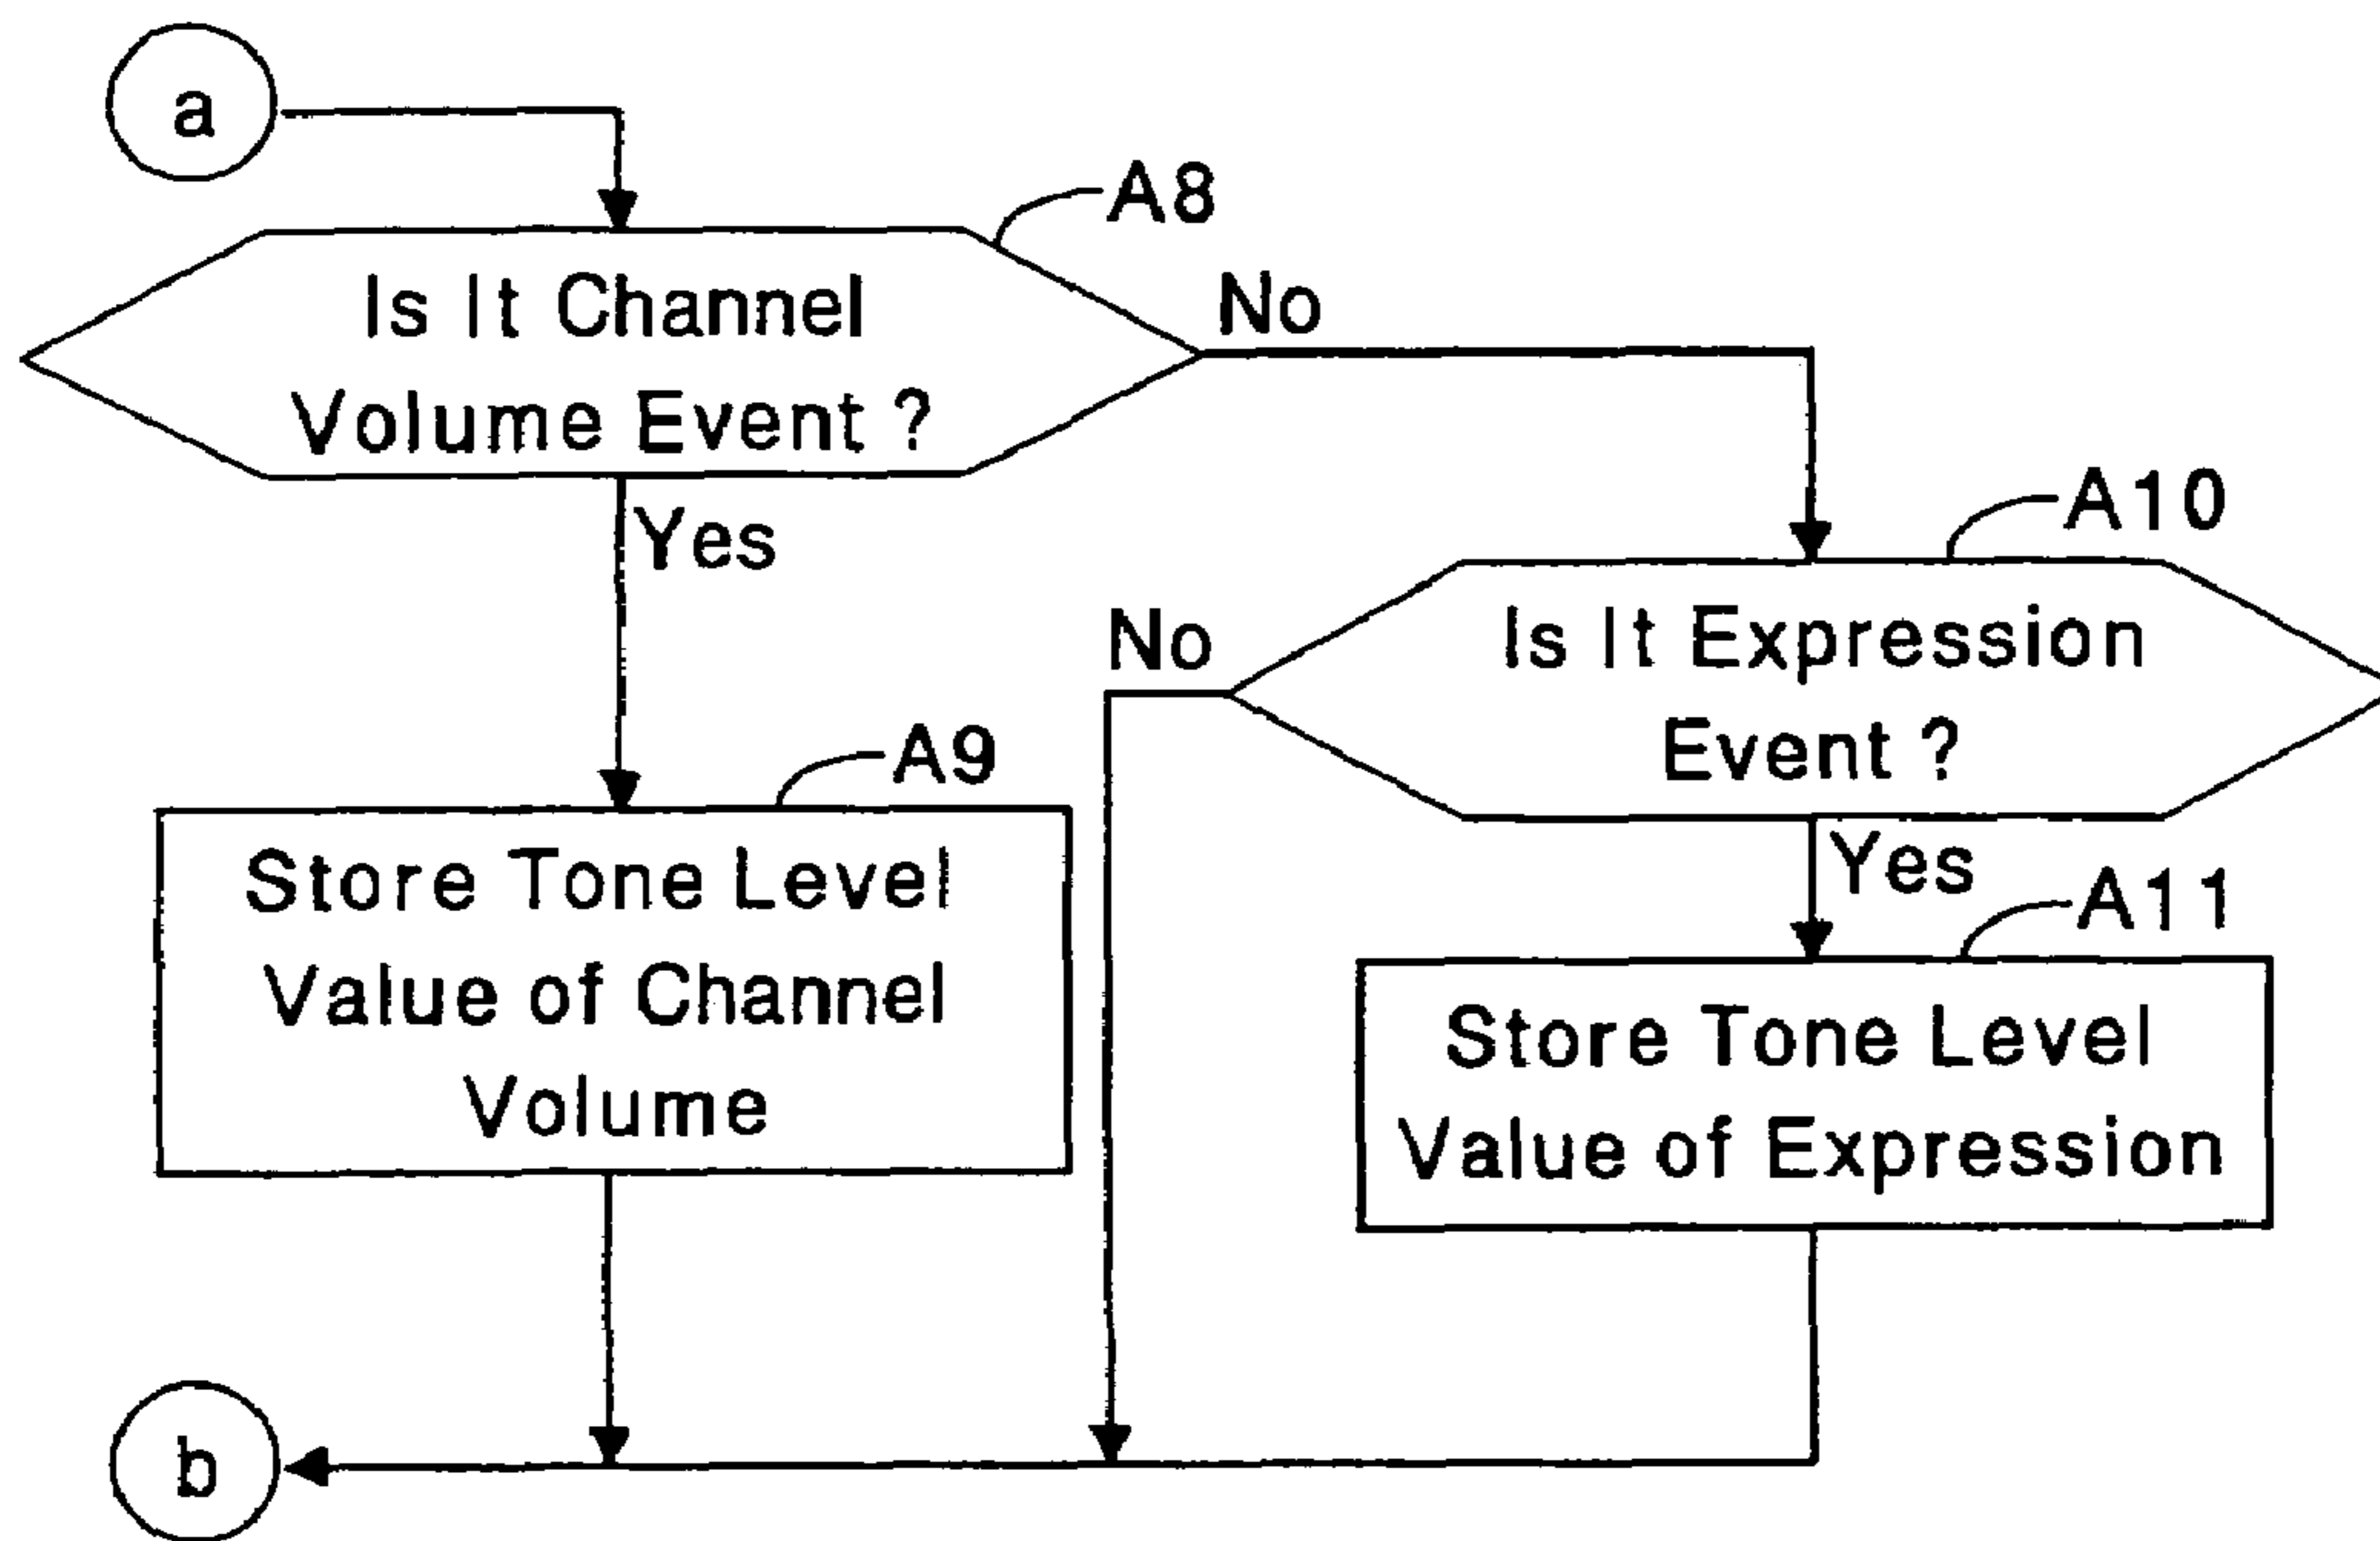 a
A8
Is It Channel
Volume Event ?
No
Yes
A10
Is It Expression
Event ?
No
Yes
A9
Store Tone Level
Value of Channel
Volume
A11
Store Tone Level
Value of Expression
b